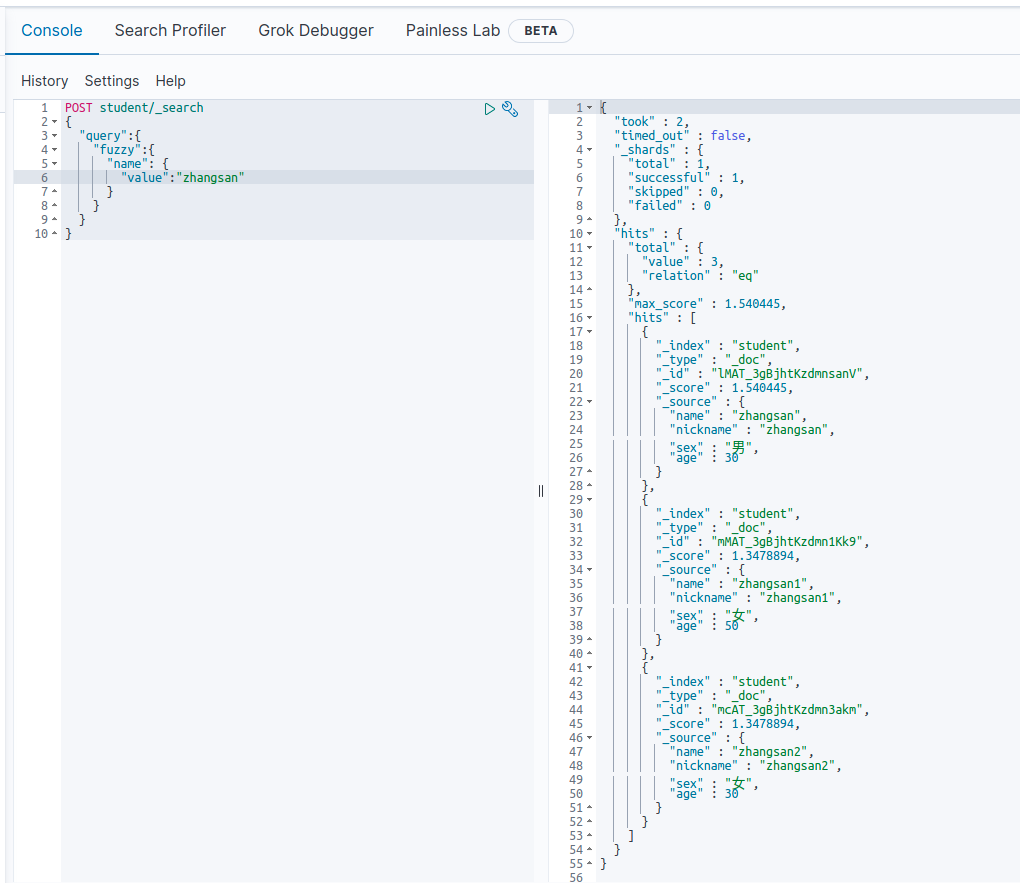 Console Search Profiler Grok Debugger Painless Lab BETA
History Settings Help
1 POST student/_search
2 {
3 "query":{
4 "fuzzy":{
5 "name": {
6 "value":"zhangsan"
7 }
8 }
9 }
10 }
1 {
2 "took" : 2,
3 "timed_out" : false,
4 "_shards" : {
5 "total" : 1,
6 "successful" : 1,
7 "skipped" : 0,
8 "failed" : 0
9 },
10 "hits" : {
11 "total" : {
12 "value" : 3,
13 "relation" : "eq"
14 },
15 "max_score" : 1.540445,
16 "hits" : [
17 {
18 "_index" : "student",
19 "_type" : "_doc",
20 "_id" : "lMAT_3gBjhtKzdmnsanV",
21 "_score" : 1.540445,
22 "_source" : {
23 "name" : "zhangsan",
24 "nickname" : "zhangsan",
25 "sex" : "男",
26 "age" : 30
27 }
28 },
29 {
30 "_index" : "student",
31 "_type" : "_doc",
32 "_id" : "mMAT_3gBjhtKzdmn1Kk9",
33 "_score" : 1.3478894,
34 "_source" : {
35 "name" : "zhangsan1",
36 "nickname" : "zhangsan1",
37 "sex" : "女",
38 "age" : 50
39 }
40 },
41 {
42 "_index" : "student",
43 "_type" : "_doc",
44 "_id" : "mcAT_3gBjhtKzdmn3akm",
45 "_score" : 1.3478894,
46 "_source" : {
47 "name" : "zhangsan2",
48 "nickname" : "zhangsan2",
49 "sex" : "女",
50 "age" : 30
51 }
52 }
53 ]
54 }
55 }
56